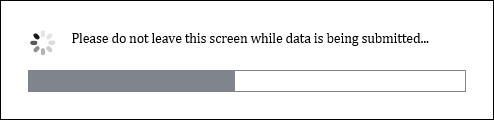 Please do not leave this screen while data is being submitted...